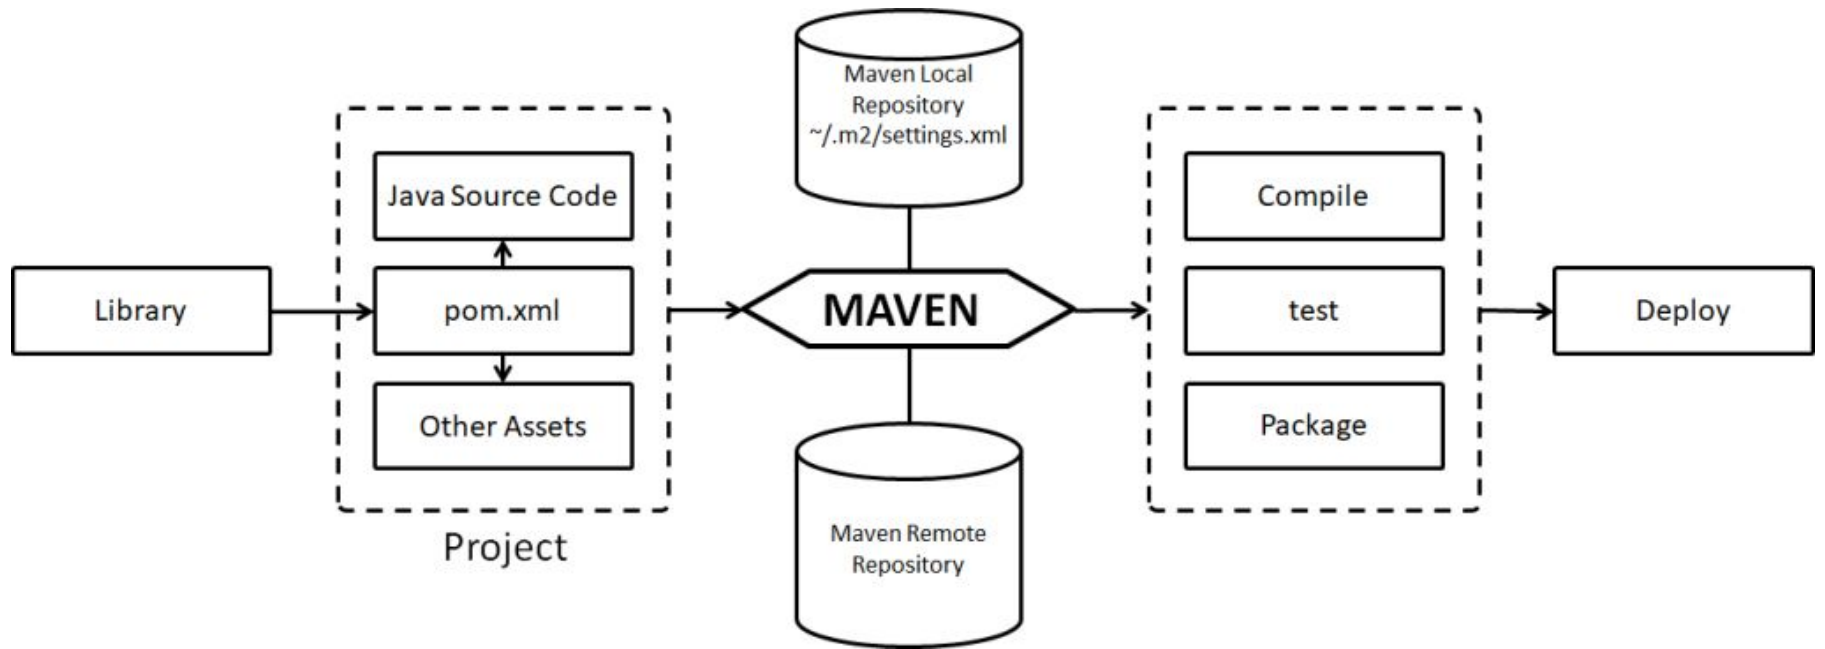 Library
Java Source Code
pom.xml
Other Assets
Project
Maven Local
Repository
~/.m2/settings.xml
MAVEN
Maven Remote
Repository
Compile
test
Package
Deploy